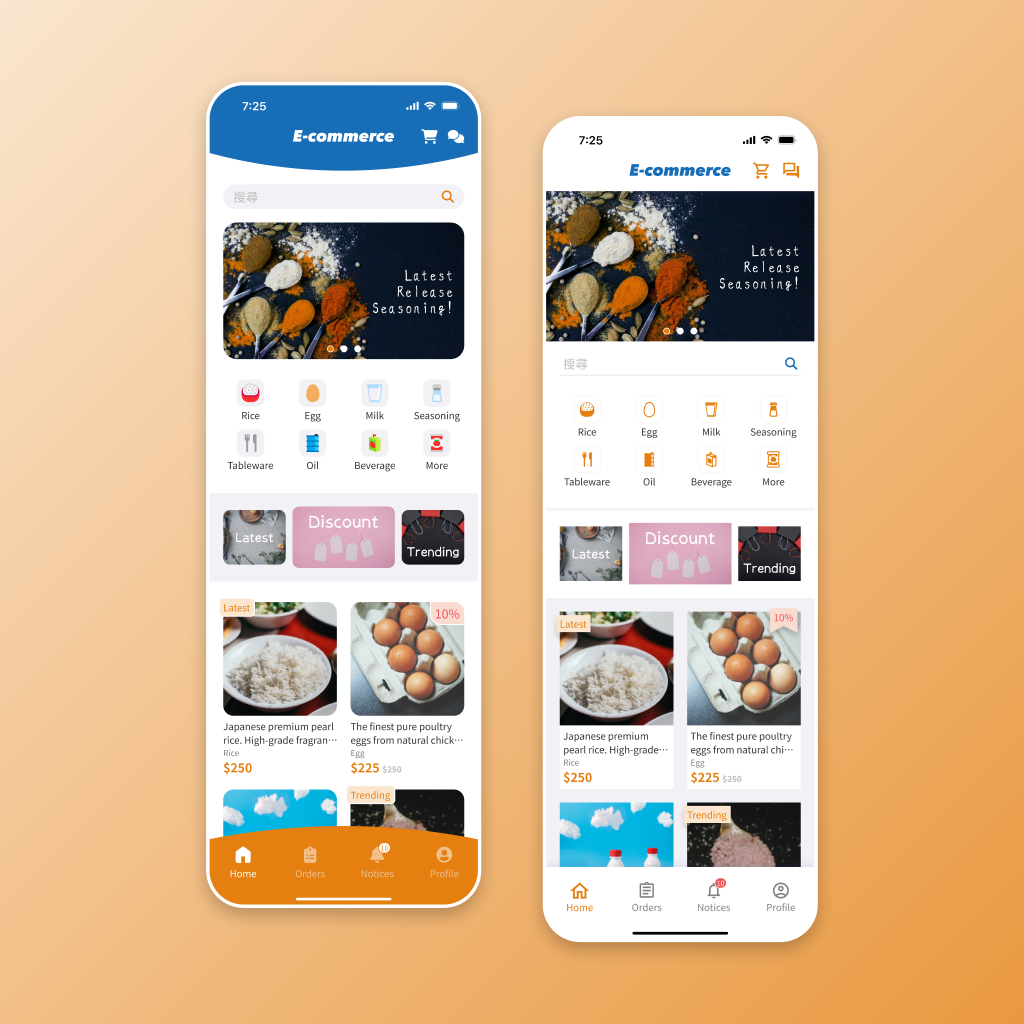 7:25
E-commerce
搜尋
Latest
Release
Seasoning!
Rice Egg Milk Seasoning
Tableware Oil Beverage More
Latest Discount Trending
Latest
10%
Japanese premium pearl
rice. High-grade fragran···
Rice
$250
The finest pure poultry
eggs from natural chick···
Egg
$225 $250
Trending
10
Home Orders Notices Profile
7:25
E-commerce
Latest
Release
Seasoning!
搜尋
Rice Egg Milk Seasoning
Tableware Oil Beverage More
Latest Discount Trending
Latest
10%
Japanese premium
pearl rice. High-grade···
Rice
$250
The finest pure poultry
eggs from natural chi···
Egg
$225 $250
Trending
10
Home Orders Notices Profile